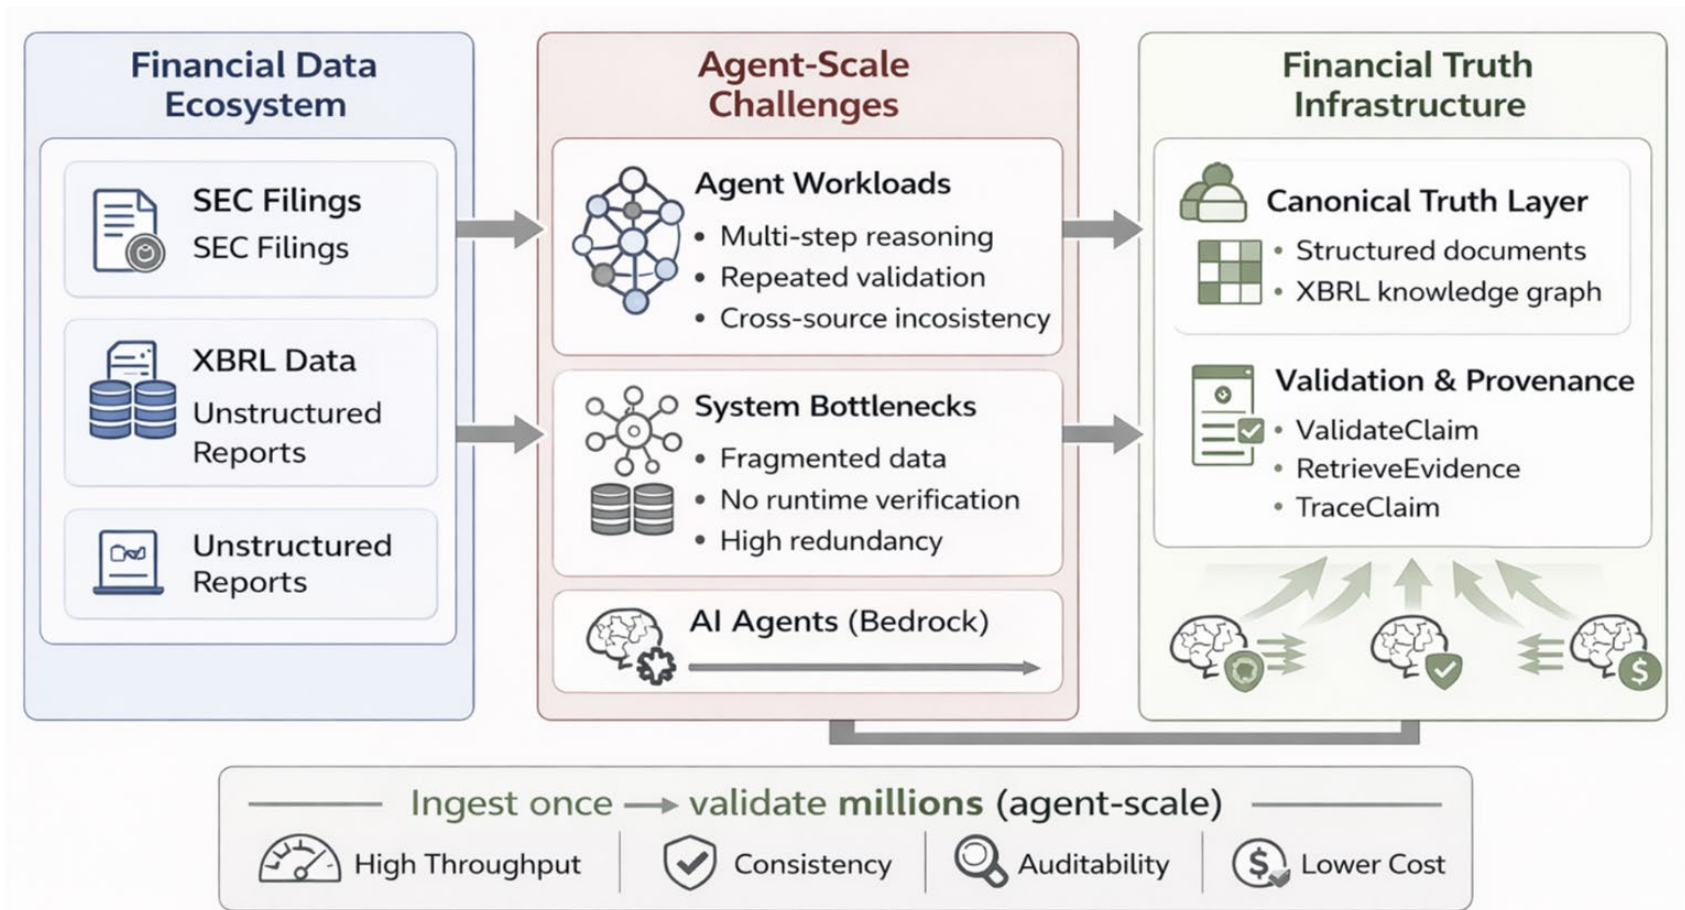 Financial Data
Ecosystem
SEC Filings
SEC Filings
XBRL Data
Unstructured
Reports
Unstructured
Reports
Agent-Scale
Challenges
Agent Workloads
• Multi-step reasoning
• Repeated validation
• Cross-source incosistency
System Bottlenecks
• Fragmented data
• No runtime verification
• High redundancy
AI Agents (Bedrock)
Financial Truth
Infrastructure
Canonical Truth Layer
• Structured documents
• XBRL knowledge graph
Validation & Provenance
• ValidateClaim
• RetrieveEvidence
• TraceClaim
$
Ingest once → validate millions (agent-scale)
High Throughput
Consistency
Auditability
$
Lower Cost